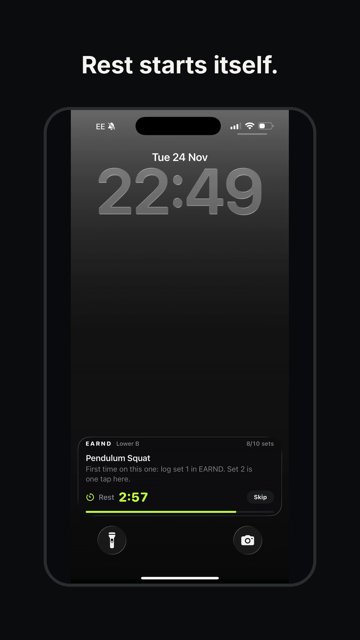 Rest starts itself.
EE
Tue 24 Nov
22:49
EARND Lower B 8/10 sets
Pendulum Squat
First time on this one: log set 1 in EARND. Set 2 is
one tap here.
Rest 2:57 Skip